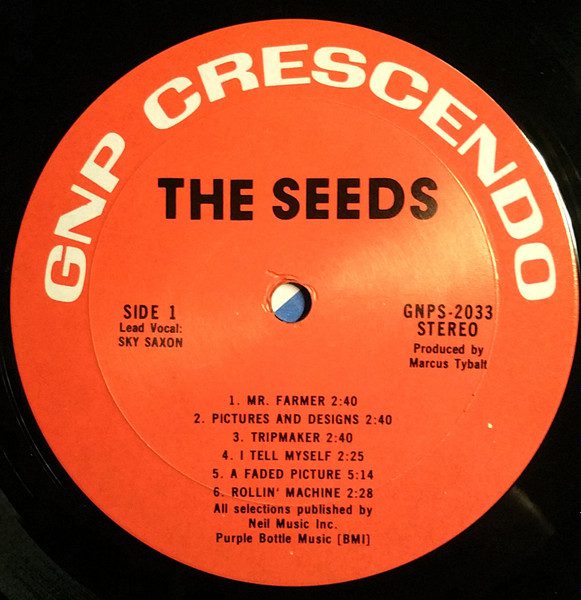 GNP CRESCENDO
THE SEEDS
SIDE 1
Lead Vocal:
SKY SAXON
GNPS-2033
STEREO
Produced by
Marcus Tybalt
1. MR. FARMER 2:40
2. PICTURES AND DESIGNS 2:40
3. TRIPMAKER 2:40
4. I TELL MYSELF 2:25
5. A FADED PICTURE 5:14
6. ROLLIN' MACHINE 2:28
All selections published by
Neil Music Inc.
Purple Bottle Music [BMI]